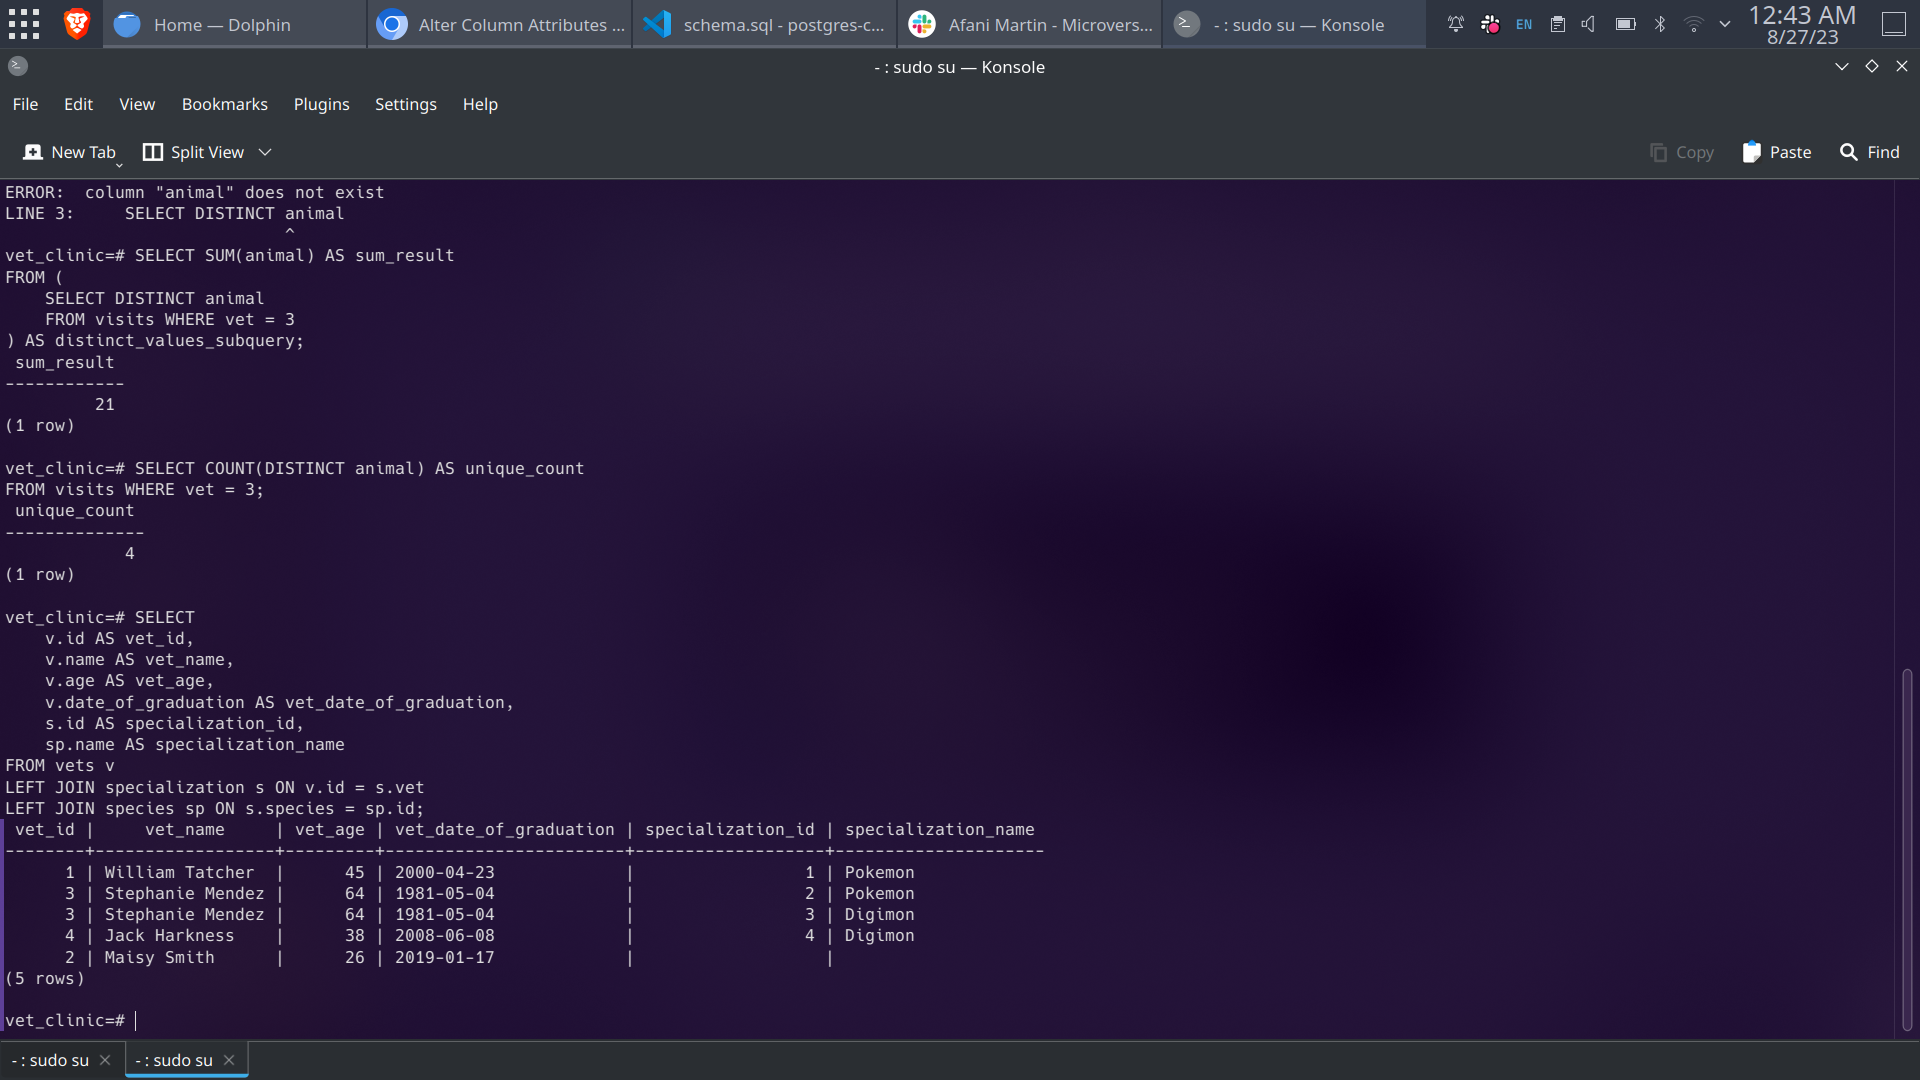 Home — Dolphin
Alter Column Attributes ...
schema.sql - postgres-c...
Afani Martin - Microvers...
- : sudo su — Konsole
EN
12:43 AM
8/27/23
- : sudo su — Konsole
File Edit View Bookmarks Plugins Settings Help
New Tab Split View Copy Paste Find
ERROR:  column "animal" does not exist
LINE 3:     SELECT DISTINCT animal
                            ^
vet_clinic=# SELECT SUM(animal) AS sum_result
FROM (
    SELECT DISTINCT animal
    FROM visits WHERE vet = 3
) AS distinct_values_subquery;
 sum_result
------------
         21
(1 row)
vet_clinic=# SELECT COUNT(DISTINCT animal) AS unique_count
FROM visits WHERE vet = 3;
 unique_count
--------------
            4
(1 row)
vet_clinic=# SELECT
    v.id AS vet_id,
    v.name AS vet_name,
    v.age AS vet_age,
    v.date_of_graduation AS vet_date_of_graduation,
    s.id AS specialization_id,
    sp.name AS specialization_name
FROM vets v
LEFT JOIN specialization s ON v.id = s.vet
LEFT JOIN species sp ON s.species = sp.id;
 vet_id |     vet_name     | vet_age | vet_date_of_graduation | specialization_id | specialization_name
--------+------------------+---------+------------------------+-------------------+---------------------
      1 | William Tatcher  |      45 | 2000-04-23             |                 1 | Pokemon
      3 | Stephanie Mendez |      64 | 1981-05-04             |                 2 | Pokemon
      3 | Stephanie Mendez |      64 | 1981-05-04             |                 3 | Digimon
      4 | Jack Harkness    |      38 | 2008-06-08             |                 4 | Digimon
      2 | Maisy Smith      |      26 | 2019-01-17             |                   |
(5 rows)
vet_clinic=#
- : sudo su
- : sudo su